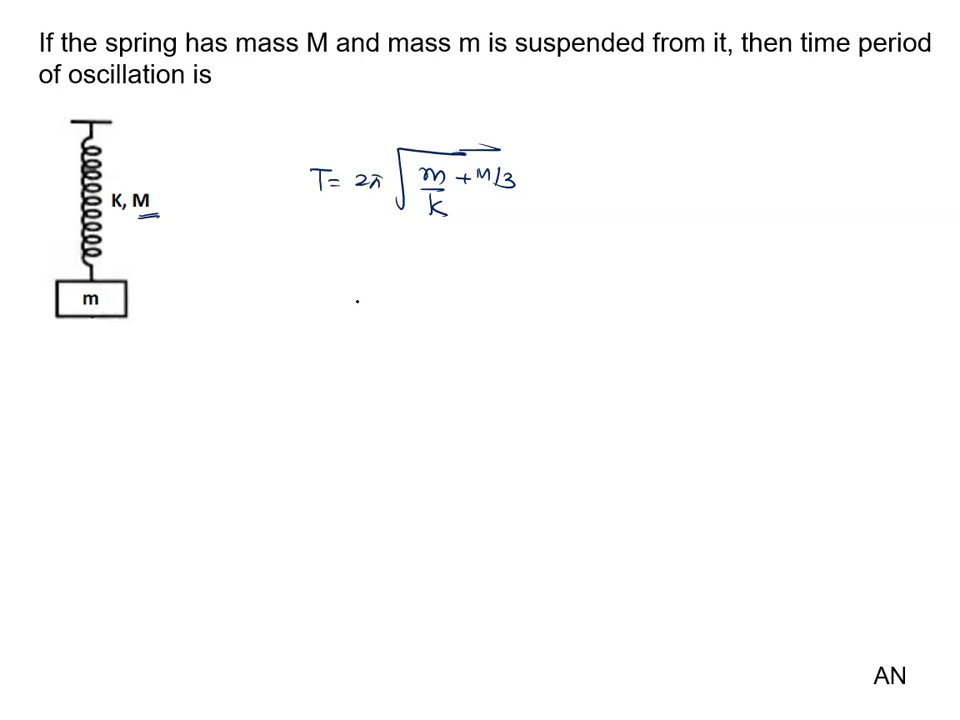 If the spring has mass M and mass m is suspended from it, then time period
of oscillation is
T= 2π √ m/k + M/3
K, M
m
AN